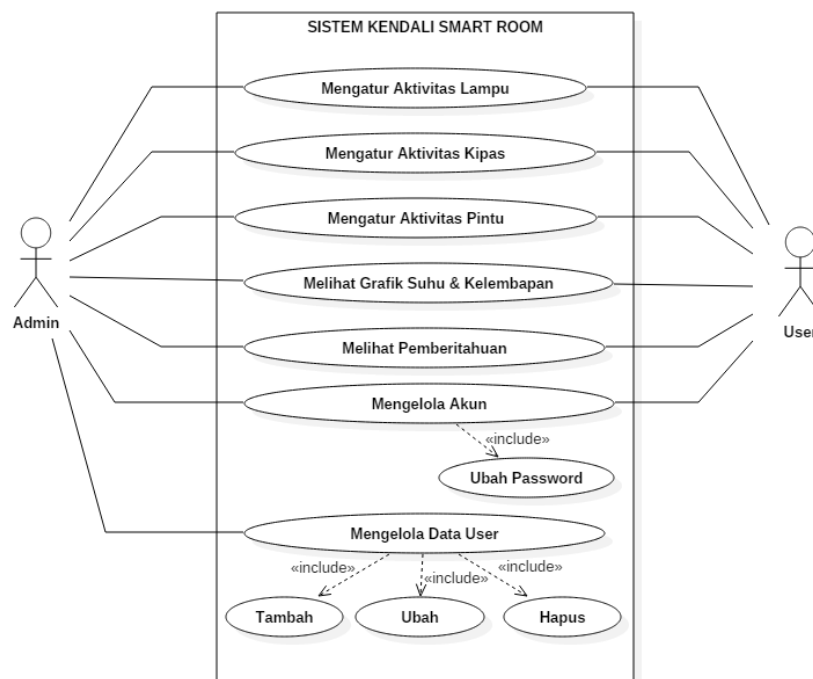 SISTEM KENDALI SMART ROOM
Mengatur Aktivitas Lampu
Mengatur Aktivitas Kipas
Mengatur Aktivitas Pintu
Melihat Grafik Suhu & Kelembapan
Admin
User
Melihat Pemberitahuan
Mengelola Akun
«include»
Ubah Password
Mengelola Data User
«include»
«include»
«include»
Tambah
Ubah
Hapus